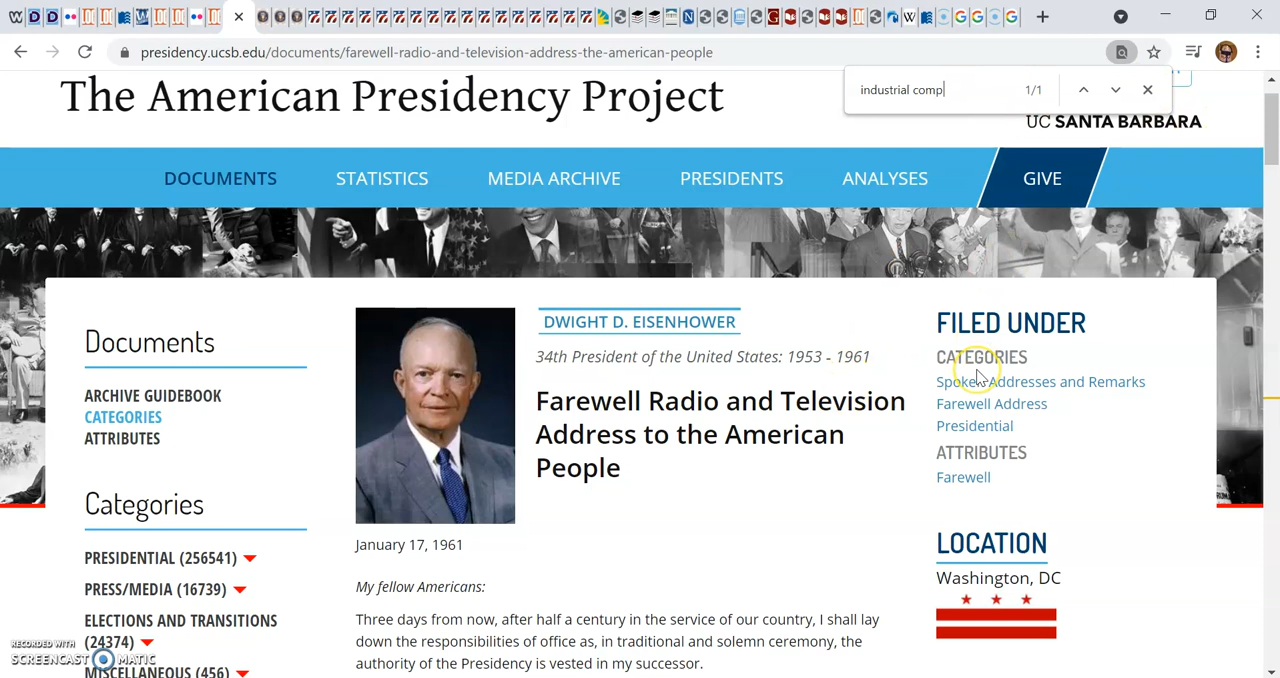 presidency.ucsb.edu/documents/farewell-radio-and-television-address-the-american-people
industrial comp 1/1
The American Presidency Project
UC SANTA BARBARA
DOCUMENTS STATISTICS MEDIA ARCHIVE PRESIDENTS ANALYSES GIVE
Documents
ARCHIVE GUIDEBOOK
CATEGORIES
ATTRIBUTES
Categories
PRESIDENTIAL (256541)
PRESS/MEDIA (16739)
ELECTIONS AND TRANSITIONS
(24374)
MISCELLANEOUS (456)
DWIGHT D. EISENHOWER
34th President of the United States: 1953 - 1961
Farewell Radio and Television
Address to the American
People
January 17, 1961
My fellow Americans:
Three days from now, after half a century in the service of our country, I shall lay
down the responsibilities of office as, in traditional and solemn ceremony, the
authority of the Presidency is vested in my successor.
FILED UNDER
CATEGORIES
Spoken Addresses and Remarks
Farewell Address
Presidential
ATTRIBUTES
Farewell
LOCATION
Washington, DC
RECORDED WITH
SCREENCAST MATIC